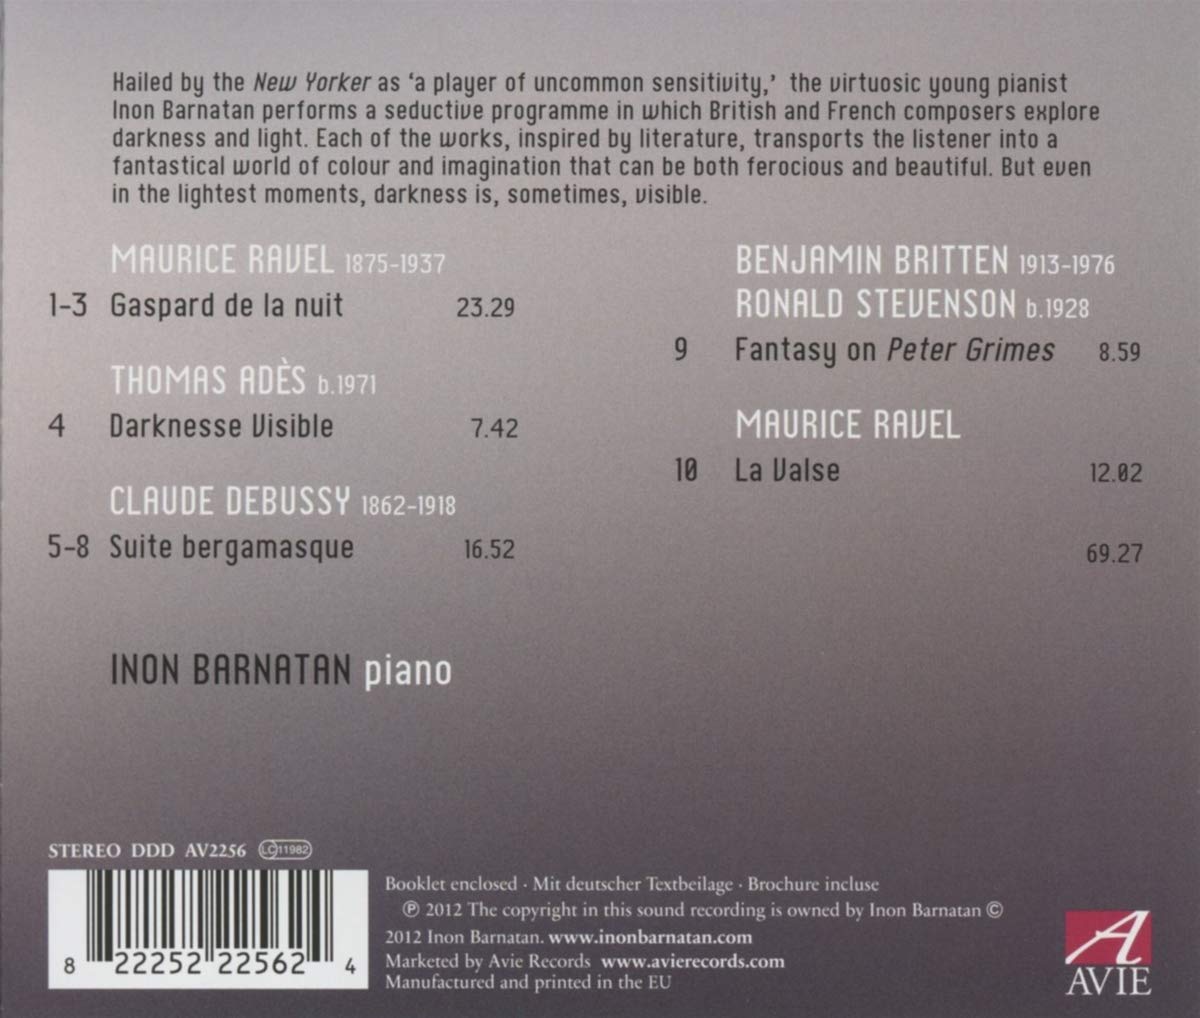 Hailed by the New Yorker as ‘a player of uncommon sensitivity,’ the virtuosic young pianist
Inon Barnatan performs a seductive programme in which British and French composers explore
darkness and light. Each of the works, inspired by literature, transports the listener into a
fantastical world of colour and imagination that can be both ferocious and beautiful. But even
in the lightest moments, darkness is, sometimes, visible.
MAURICE RAVEL 1875-1937
1-3 Gaspard de la nuit 23.29
THOMAS ADÈS b.1971
4 Darknesse Visible 7.42
CLAUDE DEBUSSY 1862-1918
5-8 Suite bergamasque 16.52
BENJAMIN BRITTEN 1913-1976
RONALD STEVENSON b.1928
9 Fantasy on Peter Grimes 8.59
MAURICE RAVEL
10 La Valse 12.02
69.27
INON BARNATAN piano
STEREO DDD AV2256 LC 11982
8 22252 22562 4
Booklet enclosed · Mit deutscher Textbeilage · Brochure incluse
℗ 2012 The copyright in this sound recording is owned by Inon Barnatan ©
2012 Inon Barnatan. www.inonbarnatan.com
Marketed by Avie Records www.avierecords.com
Manufactured and printed in the EU
A
AVIE